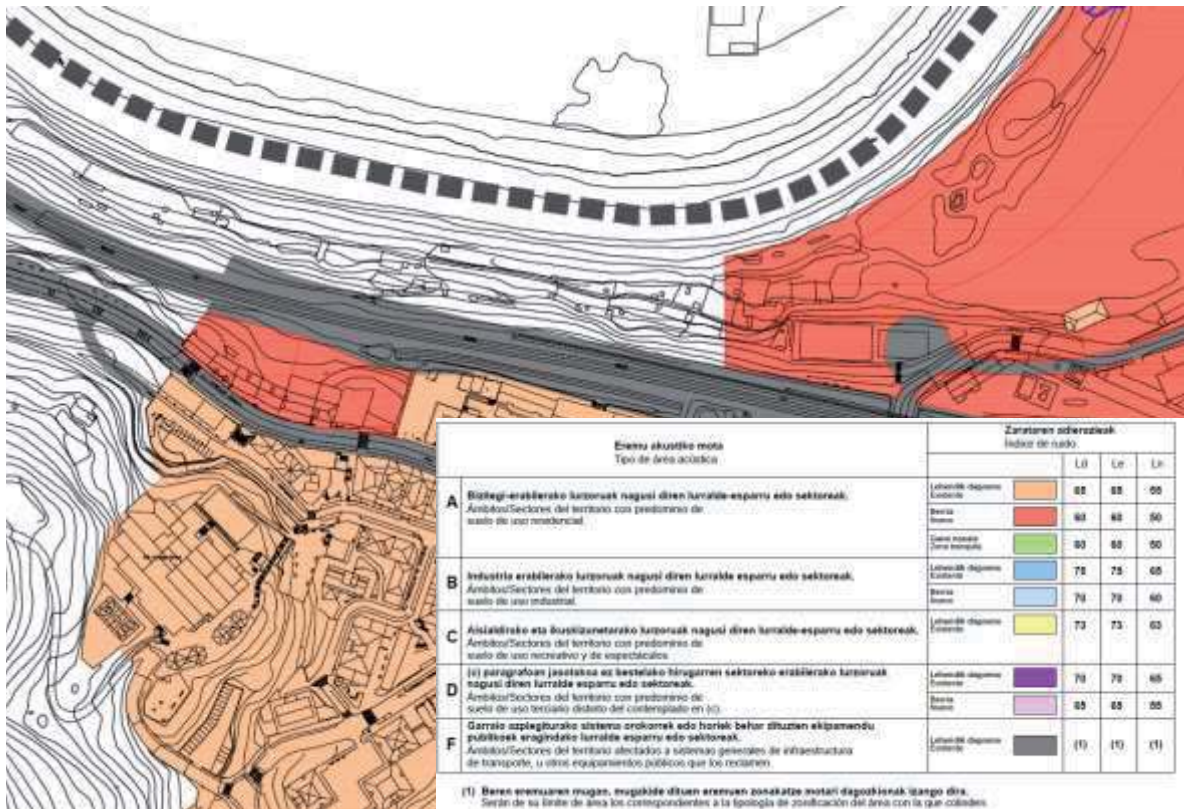 Eremu akustiko mota
Tipo de área acústica
Zarataren adierazleak
Índice de ruido
Ld Le Ln
A
Bizitegi-erabilerako lurzoruak nagusi diren lurralde-esparru edo sektoreak.
Ámbitos/Sectores del territorio con predominio de
suelo de uso residencial.
Lehendik dagoena
Existente
65 65 55
Berria
Nuevo
60 60 50
Zona tranquila
60 60 50
B
Industria erabilerako lurzoruak nagusi diren lurralde esparru edo sektoreak.
Ámbitos/Sectores del territorio con predominio de
suelo de uso industrial.
Lehendik dagoena
Existente
75 75 65
Berria
Nuevo
70 70 60
C
Aisialdirako eta ikuskizunetarako lurzoruak nagusi diren lurralde-esparru edo sektoreak.
Ámbitos/Sectores del territorio con predominio de
suelo de uso recreativo y de espectáculos
Lehendik dagoena
Existente
73 73 63
D
(c) paragrafoan jasotakoa ez bestelako hirugarren sektoreko erabilerako lurzoruak
nagusi diren lurralde esparru edo sektoreak.
Ámbitos/Sectores del territorio con predominio de
suelo de uso terciario distinto del contemplado en (c).
Lehendik dagoena
Existente
70 70 65
Berria
Nuevo
65 65
F
Garraio azpiegiturako sistema orokorrek edo horiek behar dituzten ekipamendu
publikoek eragindako lurralde esparru edo sektoreak.
Ámbitos/Sectores del territorio afectados a sistemas generales de infraestructura
de transporte, u otros equipamientos públicos que los reclamen.
Lehendik dagoena
Existente
(1) (1) (1)
(1) Beren eremuaren mugan, mugakide dituen eremuen zonakatze motari dagozkionak izango dira.
Serán de su límite de área los correspondientes a la tipología de zonificación del área con la que colinden.